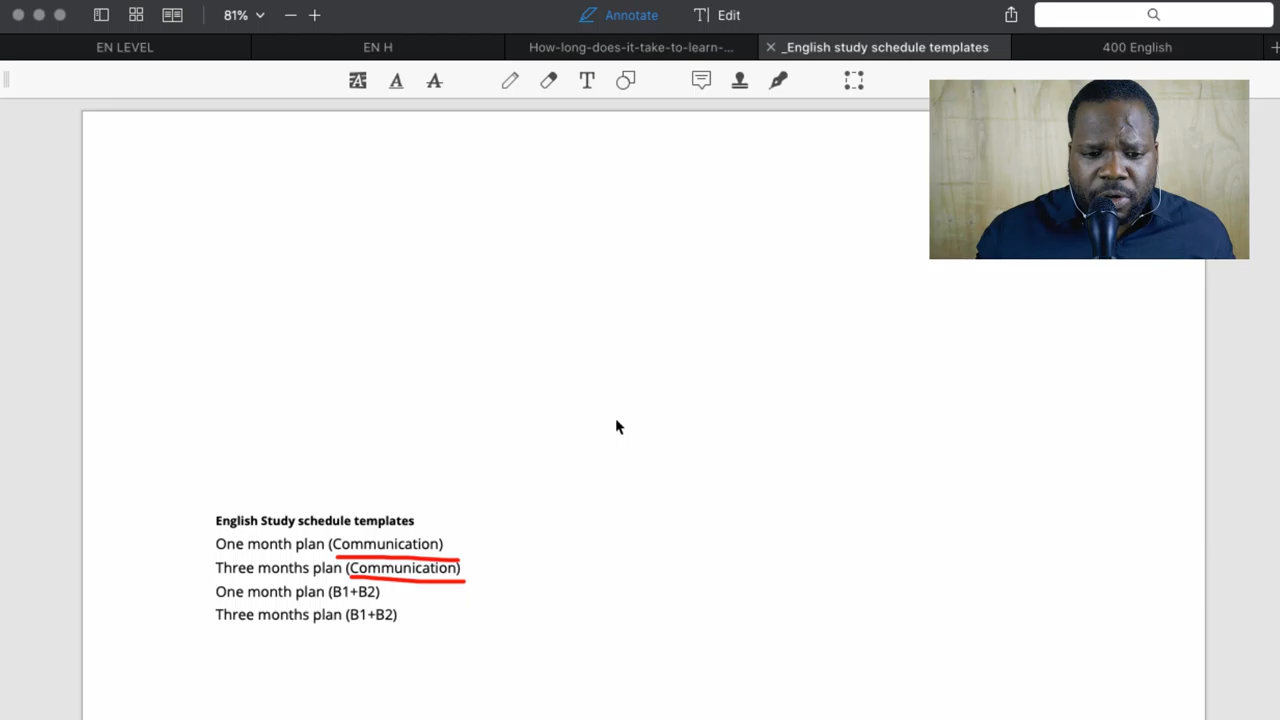 81%
Annotate
T Edit
EN LEVEL
EN H
How-long-does-it-take-to-learn-...
_English study schedule templates
400 English
English Study schedule templates
One month plan (Communication)
Three months plan (Communication)
One month plan (B1+B2)
Three months plan (B1+B2)